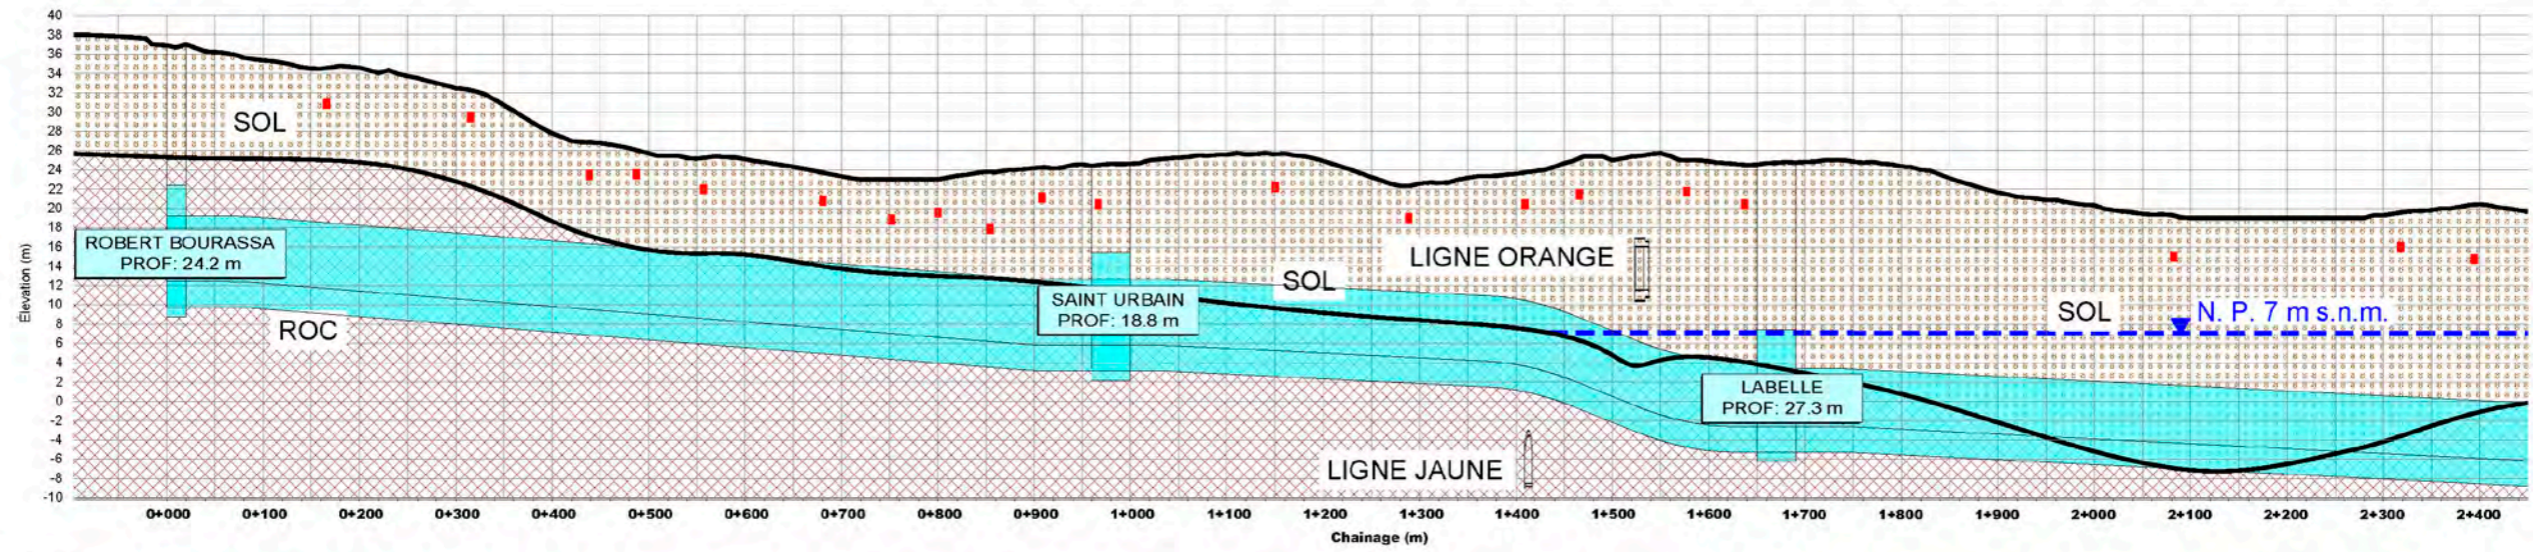 40
38
36
34
32
30
28
26
24
22
20
18
16
14
12
10
8
6
4
2
0
-2
-4
-6
-8
-10
Élevation (m)
SOL
ROBERT BOURASSA
PROF: 24.2 m
ROC
SAINT URBAIN
PROF: 18.8 m
SOL
LIGNE ORANGE
LIGNE JAUNE
LABELLE
PROF: 27.3 m
SOL
N. P. 7 m s.n.m.
0+000 0+100 0+200 0+300 0+400 0+500 0+600 0+700 0+800 0+900 1+000 1+100 1+200 1+300 1+400 1+500 1+600 1+700 1+800 1+900 2+000 2+100 2+200 2+300 2+400
Chainage (m)